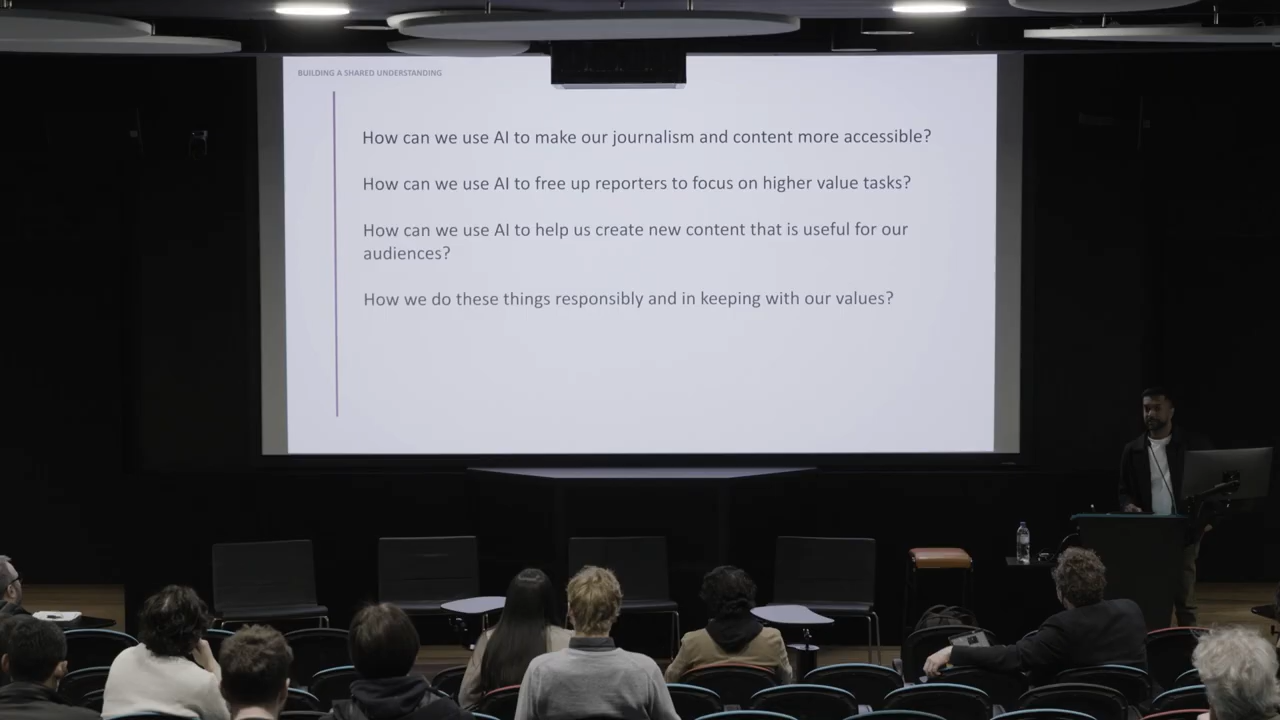 BUILDING A SHARED UNDERSTANDING
How can we use AI to make our journalism and content more accessible?
How can we use AI to free up reporters to focus on higher value tasks?
How can we use AI to help us create new content that is useful for our
audiences?
How we do these things responsibly and in keeping with our values?